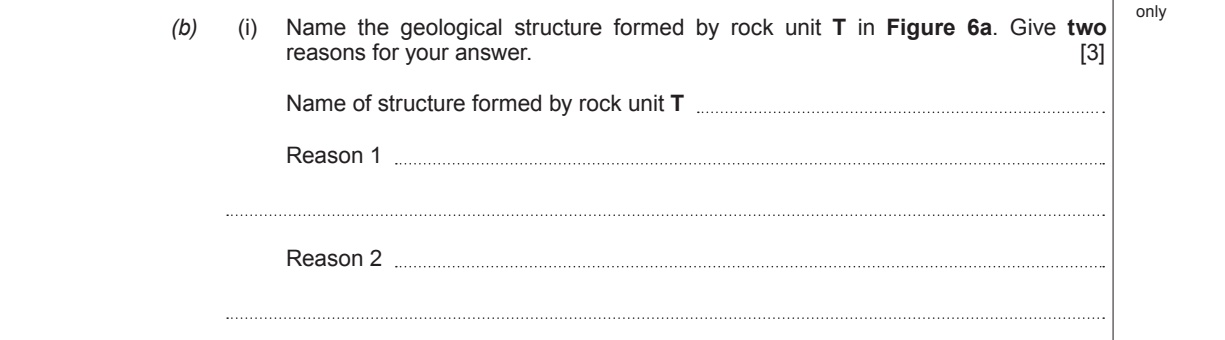 only
(b) (i) Name the geological structure formed by rock unit T in Figure 6a. Give two
reasons for your answer. [3]
Name of structure formed by rock unit T
Reason 1
Reason 2